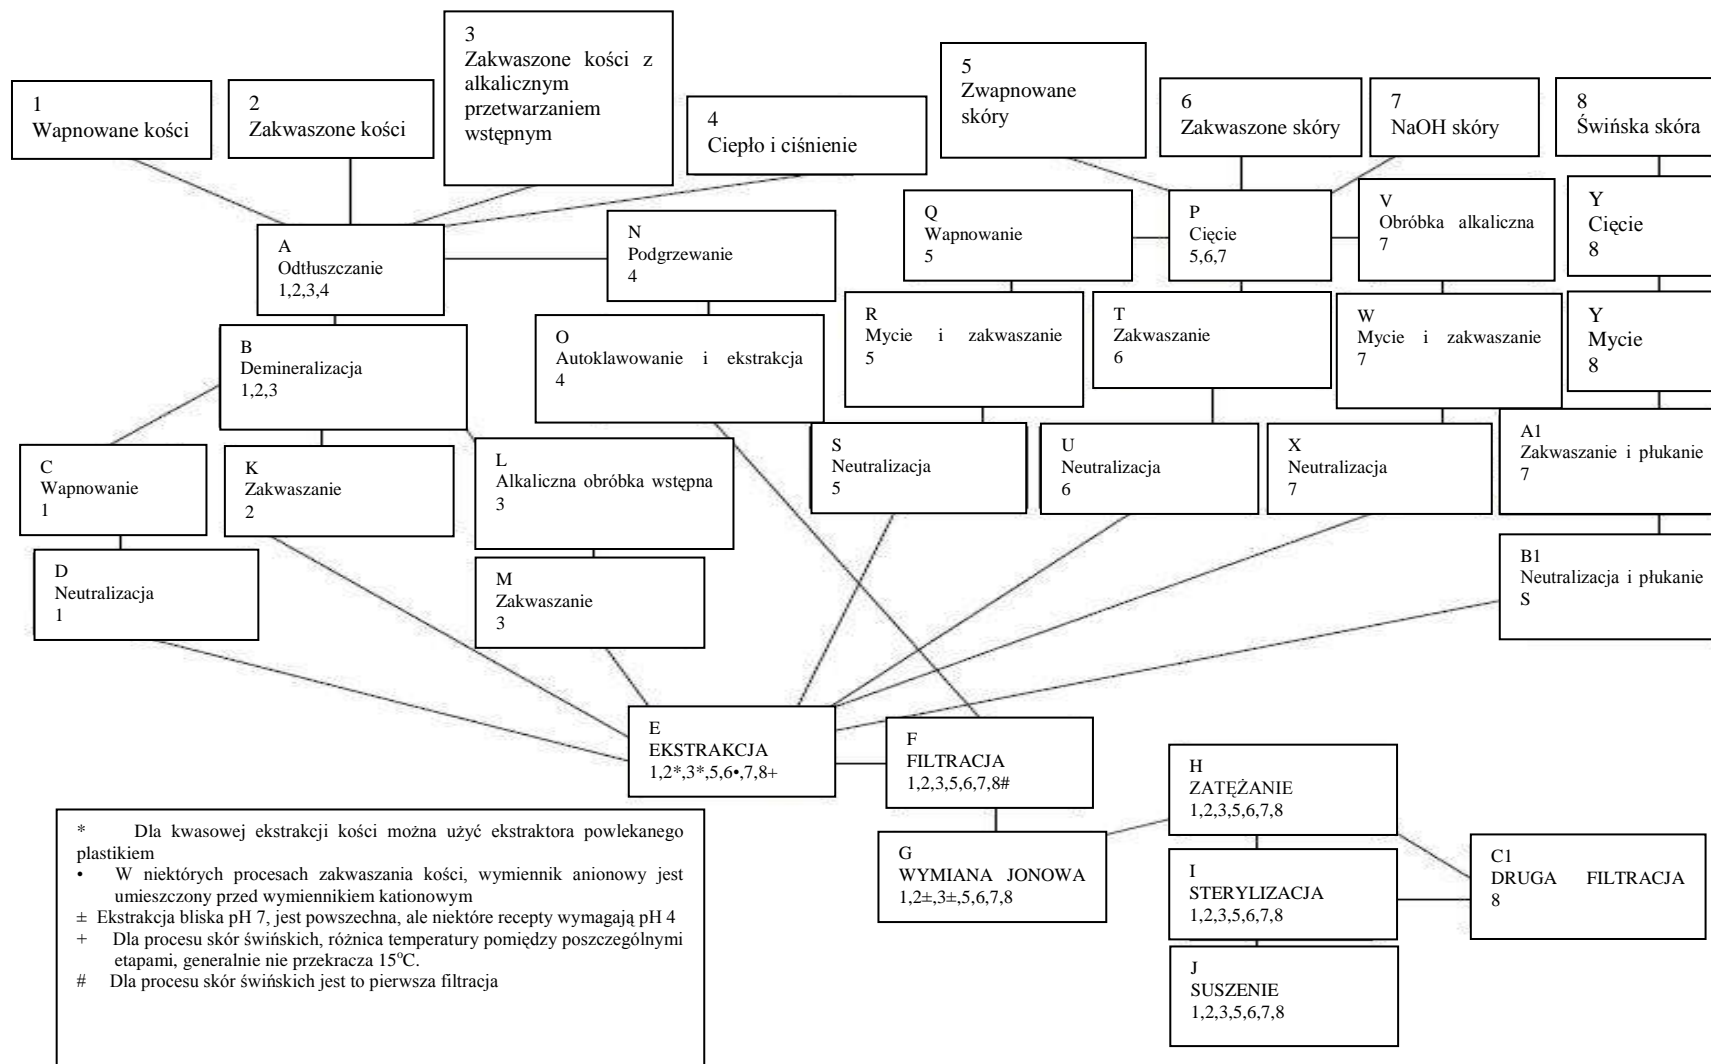 1
Wapnowane kości
2
Zakwaszone kości
3
Zakwaszone kości z
alkalicznym
przetwarzaniem
wstępnym
4
Ciepło i ciśnienie
5
Zwapnowane
skóry
6
Zakwaszone skóry
7
NaOH skóry
8
Świńska skóra
A
Odtłuszczanie
1,2,3,4
N
Podgrzewanie
4
Q
Wapnowanie
5
P
Cięcie
5,6,7
V
Obróbka alkaliczna
7
Y
Cięcie
8
B
Demineralizacja
1,2,3
O
Autoklawowanie i ekstrakcja
4
R
Mycie i zakwaszanie
5
T
Zakwaszanie
6
W
Mycie i zakwaszanie
7
Y
Mycie
8
C
Wapnowanie
1
K
Zakwaszanie
2
L
Alkaliczna obróbka wstępna
3
S
Neutralizacja
5
U
Neutralizacja
6
X
Neutralizacja
7
A1
Zakwaszanie i płukanie
7
D
Neutralizacja
1
M
Zakwaszanie
3
B1
Neutralizacja i płukanie
S
E
EKSTRAKCJA
1,2*,3*,5,6•,7,8+
F
FILTRACJA
1,2,3,5,6,7,8#
H
ZATĘŻANIE
1,2,3,5,6,7,8
G
WYMIANA JONOWA
1,2±,3±,5,6,7,8
I
STERYLIZACJA
1,2,3,5,6,7,8
C1
DRUGA FILTRACJA
8
J
SUSZENIE
1,2,3,5,6,7,8
* Dla kwasowej ekstrakcji kości można użyć ekstraktora powlekanego
plastikiem
• W niektórych procesach zakwaszania kości, wymiennik anionowy jest
umieszczony przed wymiennikiem kationowym
± Ekstrakcja bliska pH 7, jest powszechna, ale niektóre recepty wymagają pH 4
+ Dla procesu skór świńskich, różnica temperatury pomiędzy poszczególnymi
etapami, generalnie nie przekracza 15°C.
# Dla procesu skór świńskich jest to pierwsza filtracja